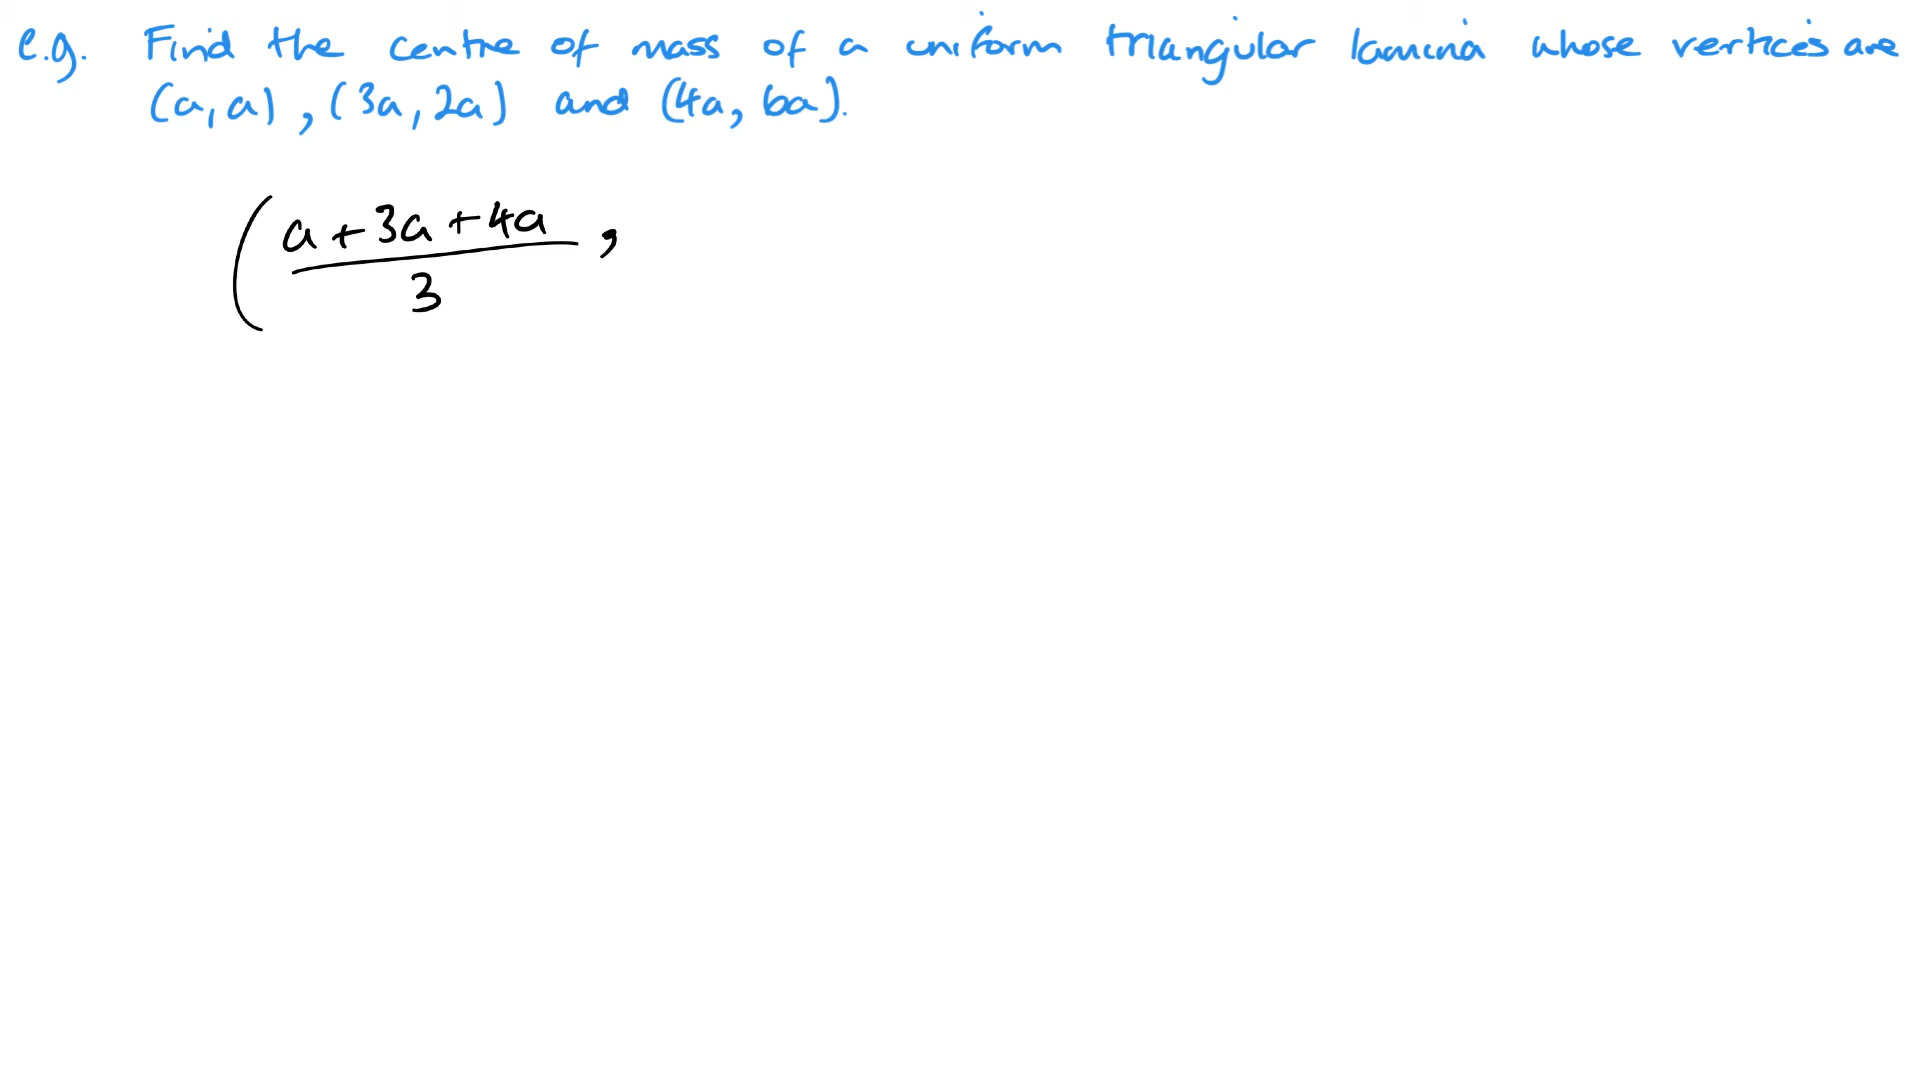 e.g. Find the centre of mass of a uniform triangular lamina whose vertices are
(a,a), (3a, 2a) and (4a, 6a).
(a + 3a + 4a
3 ,